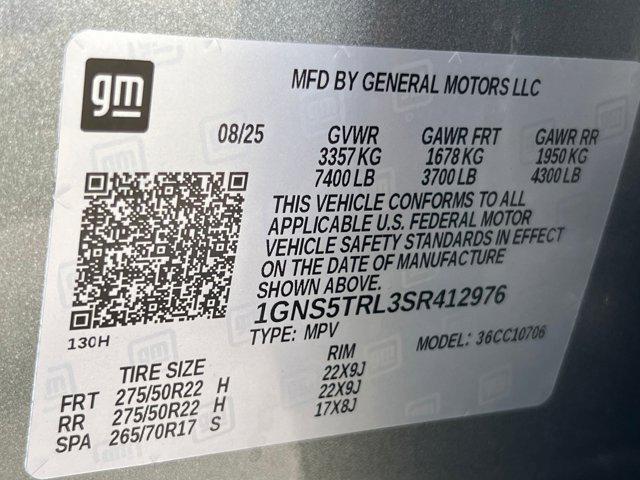 gm
MFD BY GENERAL MOTORS LLC
08/25 GVWR GAWR FRT GAWR RR
3357 KG 1678 KG 1950 KG
7400 LB 3700 LB 4300 LB
THIS VEHICLE CONFORMS TO ALL
APPLICABLE U.S. FEDERAL MOTOR
VEHICLE SAFETY STANDARDS IN EFFECT
ON THE DATE OF MANUFACTURE
SHOWN ABOVE.
1GNS5TRL3SR412976
TYPE: MPV MODEL: 36CC10706
130H
TIRE SIZE RIM
FRT 275/50R22 H 22X9J
RR 275/50R22 H 22X9J
SPA 265/70R17 S 17X8J